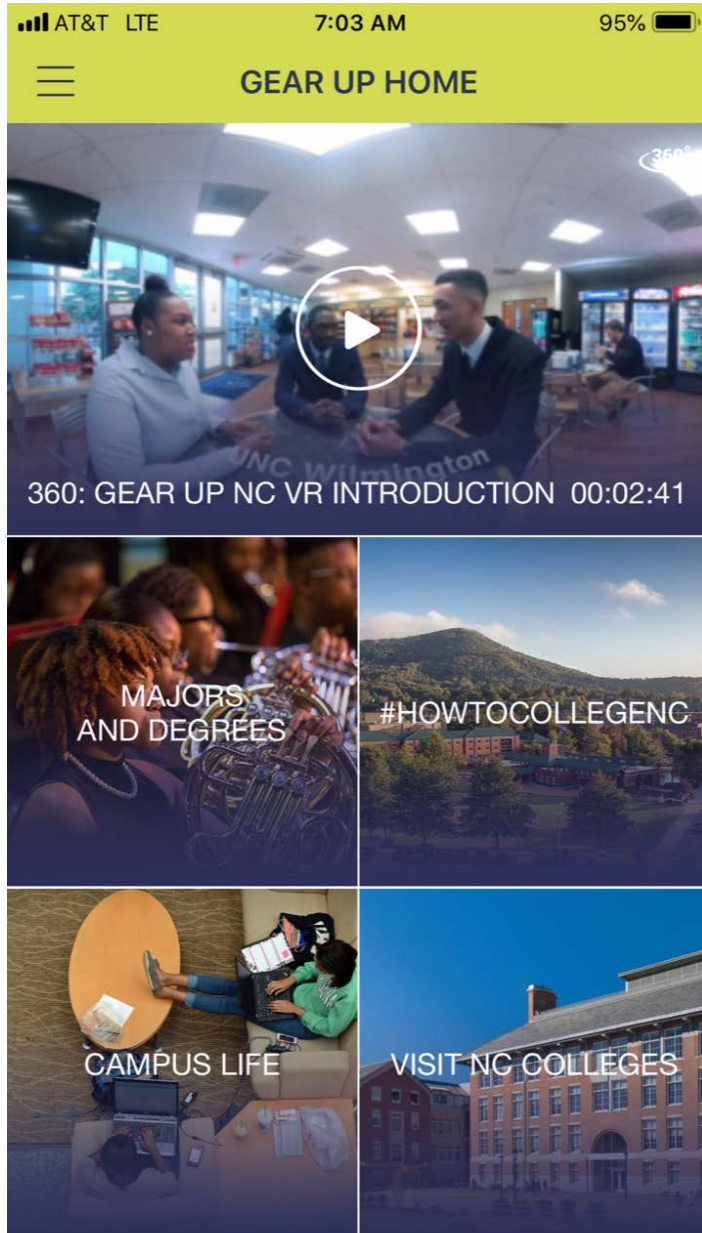 AT&T LTE 7:03 AM 95%
GEAR UP HOME
360°
UNC Wilmington
360: GEAR UP NC VR INTRODUCTION 00:02:41
MAJORS
AND DEGREES
#HOWTOCOLLEGENC
CAMPUS LIFE
VISIT NC COLLEGES